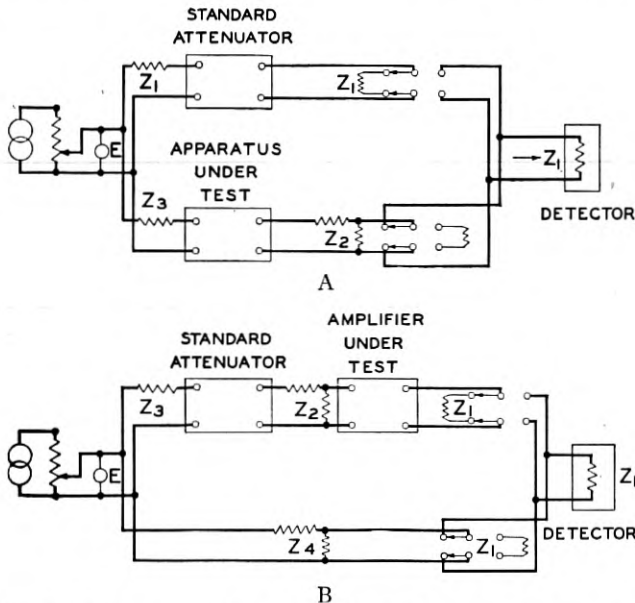 STANDARD
ATTENUATOR
Z1
Z1
E
APPARATUS
UNDER
TEST
Z1
DETECTOR
Z3
Z2
A
STANDARD
ATTENUATOR
AMPLIFIER
UNDER
TEST
Z3
Z2
Z1
E
Z1
Z4
Z1
DETECTOR
B